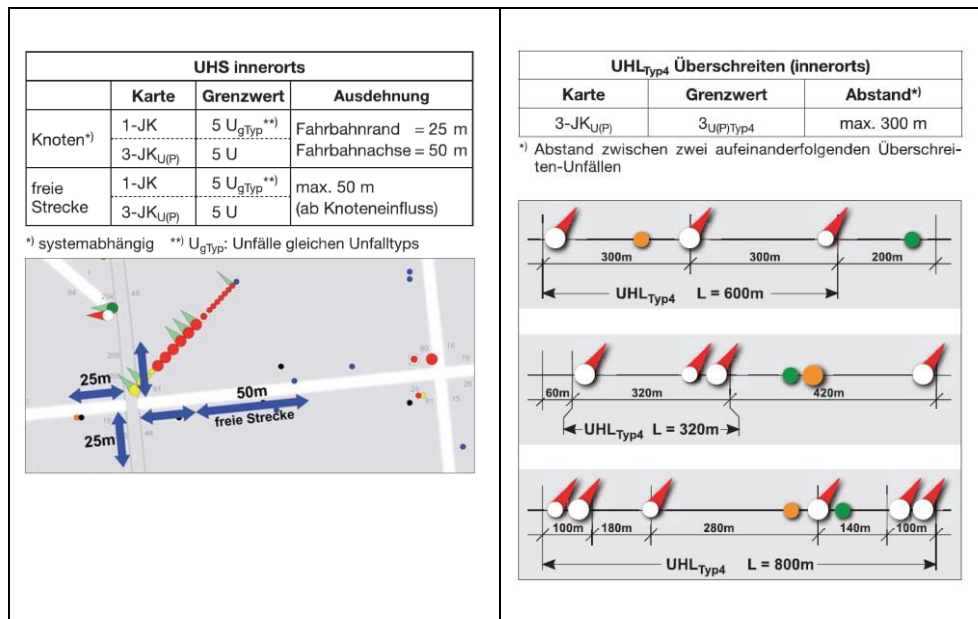 UHS innerorts
Karte Grenzwert Ausdehnung
Knoten*) 1-JK 5 UgTyp**) Fahrbahnrand = 25 m
3-JKU(P) 5 U Fahrbahnachse = 50 m
freie Strecke 1-JK 5 UgTyp**) max. 50 m
3-JKU(P) 5 U (ab Knoteneinfluss)
*) systemabhängig **) UgTyp: Unfälle gleichen Unfalltyps
25m
50m
freie Strecke
25m
UHLTyp4 Überschreiten (innerorts)
Karte Grenzwert Abstand*)
3-JKU(P) 3U(P)Typ4 max. 300 m
*) Abstand zwischen zwei aufeinanderfolgenden Überschrei-
ten-Unfällen
300m 300m 200m
UHLTyp4 L = 600m
60m 320m 420m
UHLTyp4 L = 320m
100m 180m 280m 140m 100m
UHLTyp4 L = 800m